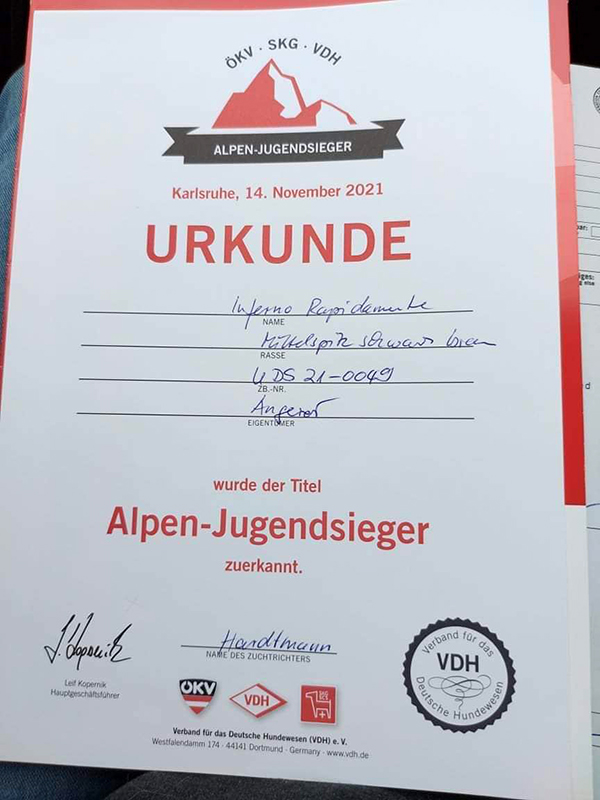 ÖKV · SKG · VDH
ALPEN-JUGENDSIEGER
Karlsruhe, 14. November 2021
URKUNDE
Inferno Rapidamente
NAME
Mittelspitz schwarz braun
RASSE
VDS 21-0049
ZB.-NR.
Angerer
EIGENTÜMER
wurde der Titel
Alpen-Jugendsieger
zuerkannt.
Hardtmann
NAME DES ZUCHTRICHTERS
Leif Kopernik
Hauptgeschäftsführer
ÖKV
VDH
Verband für das
VDH
Deutsche Hundewesen
Verband für das Deutsche Hundewesen (VDH) e. V.
Westfalendamm 174 · 44141 Dortmund · Germany · www.vdh.de